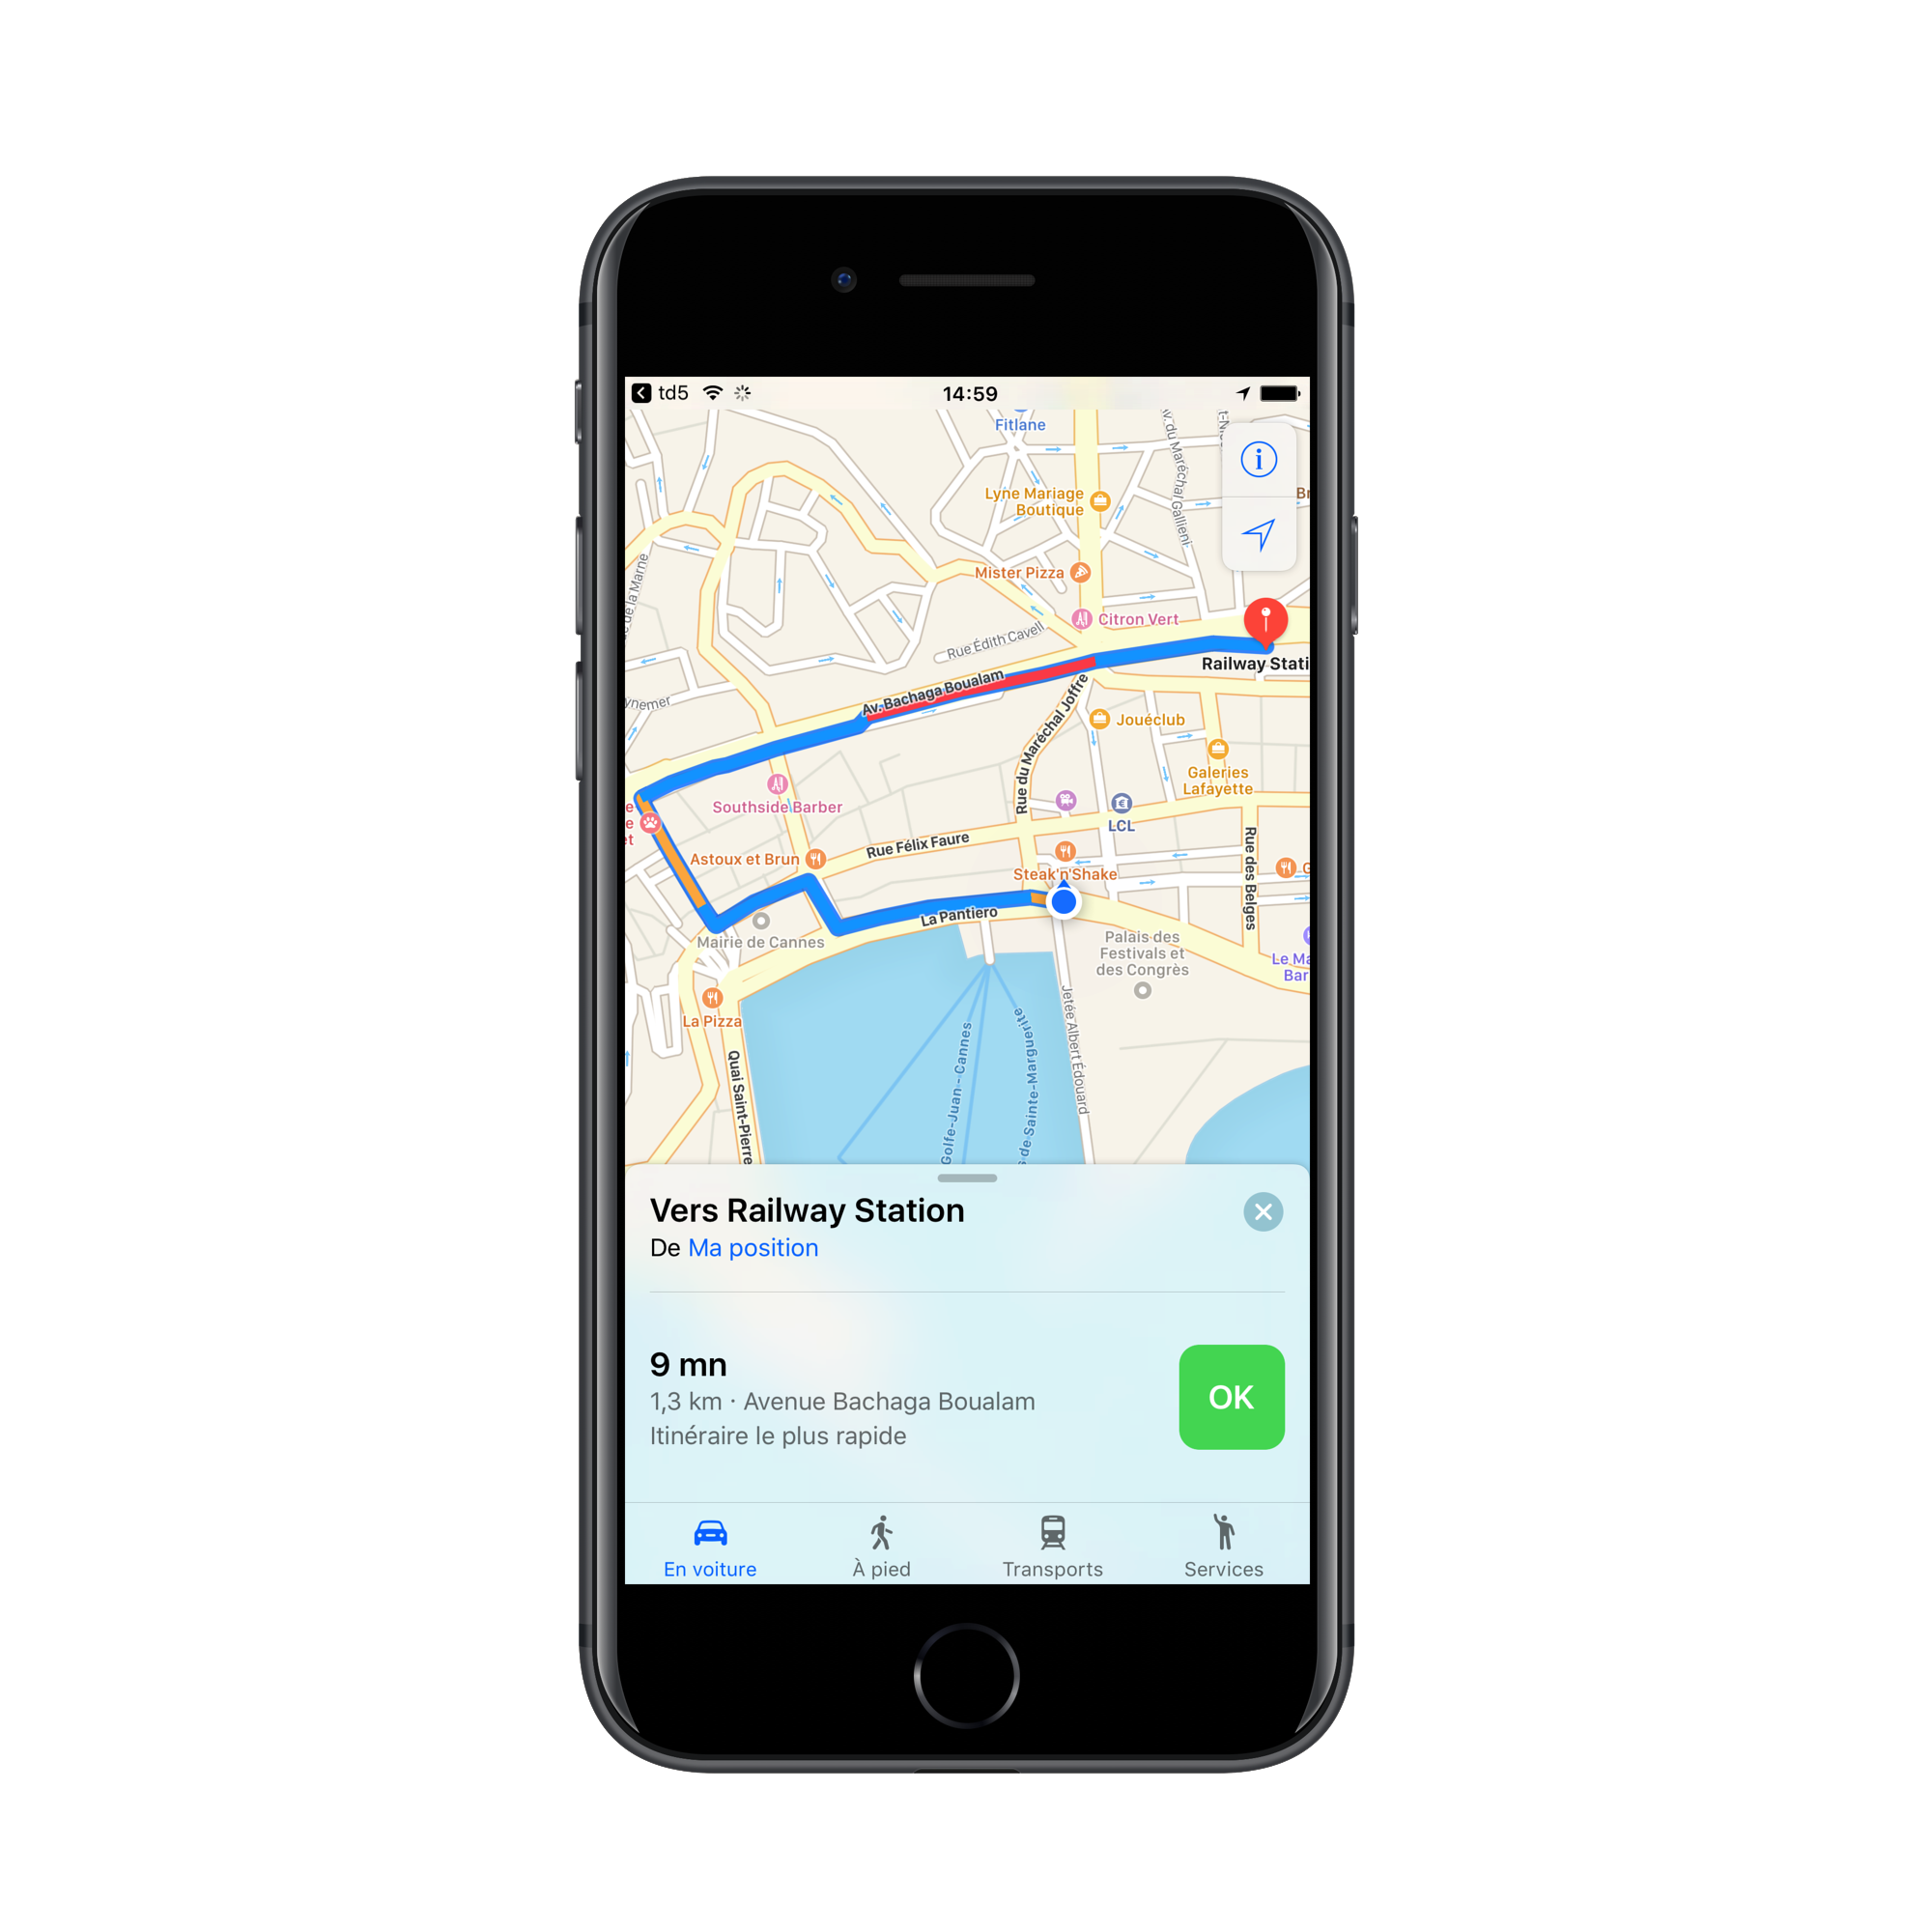 td5
14:59
Fitlane
Av. du Maréchal Gallieni
Lyne Mariage
Boutique
Br
Mister Pizza
de la Marne
Citron Vert
Rue Édith Cavell
Railway Stati
Av. Bachaga Boualam
ynemer
Rue du Maréchal Joffre
Jouéclub
Galeries
Lafayette
Southside Barber
e
e
et
LCL
Rue Félix Faure
Astoux et Brun
Rue des Belges
Steak'n'Shake
G
La Pantiero
Mairie de Cannes
Palais des
Festivals et
des Congrès
Le Ma
Bar
La Pizza
Jetée Albert Édouard
Golfe-Juan - Cannes
s de Sainte-Marguerite
Quai Saint-Pierre
Vers Railway Station
De Ma position
9 mn
1,3 km · Avenue Bachaga Boualam
Itinéraire le plus rapide
OK
En voiture
À pied
Transports
Services